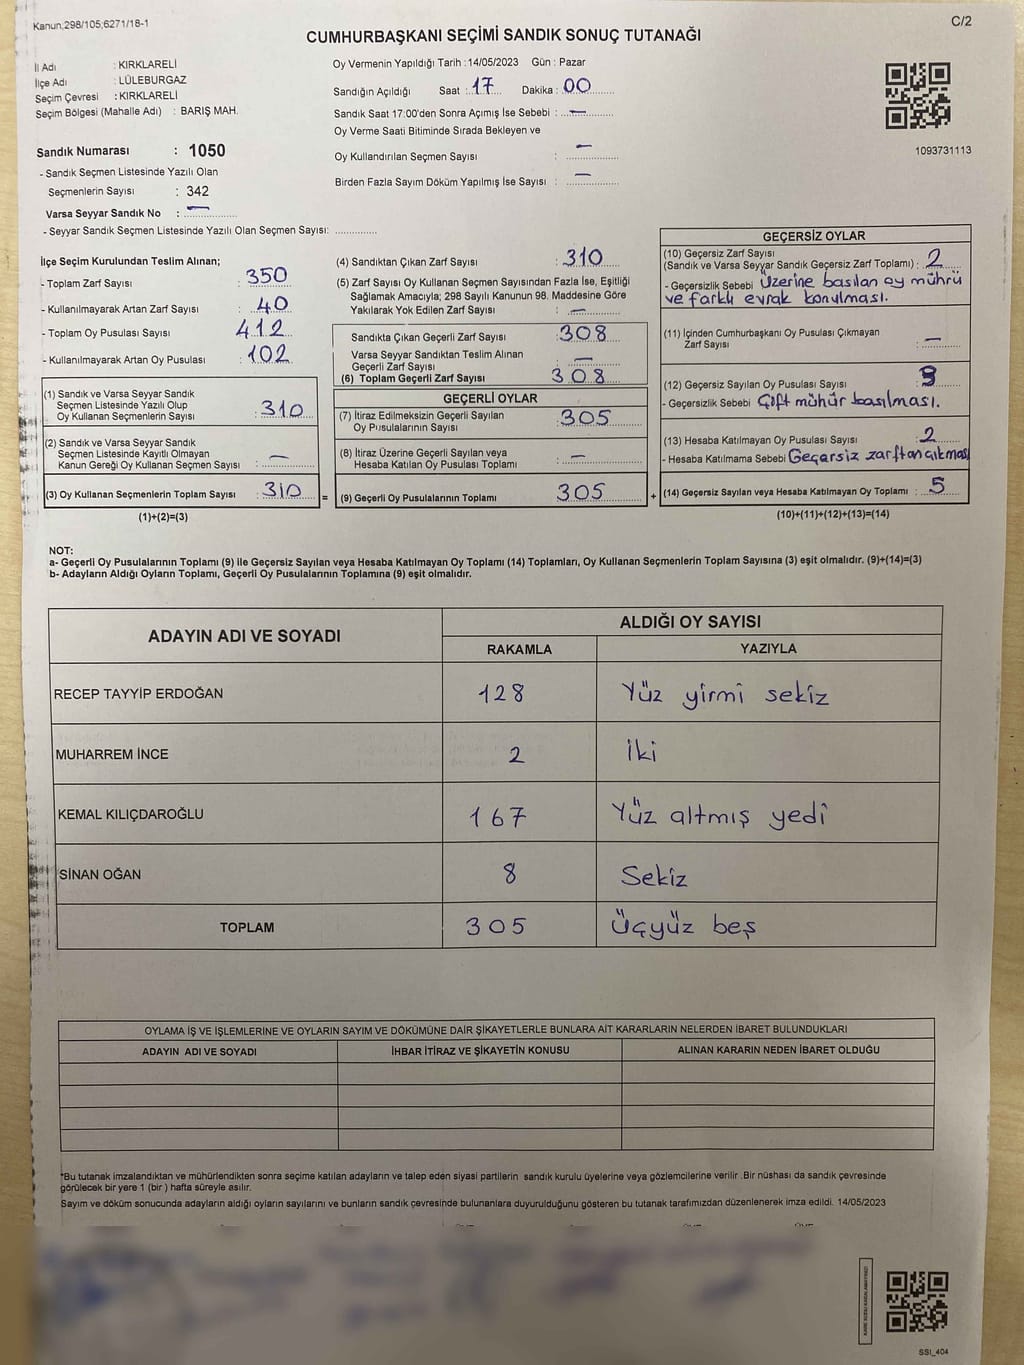 Kanun,298/105,6271/18-1
C/2
CUMHURBAŞKANI SEÇİMİ SANDIK SONUÇ TUTANAĞI
İl Adı : KIRKLARELİ
İlçe Adı : LÜLEBURGAZ
Seçim Çevresi : KIRKLARELİ
Seçim Bölgesi (Mahalle Adı) : BARIŞ MAH.
Sandık Numarası : 1050
- Sandık Seçmen Listesinde Yazılı Olan
Seçmenlerin Sayısı : 342
Varsa Seyyar Sandık No : —
- Seyyar Sandık Seçmen Listesinde Yazılı Olan Seçmen Sayısı: ..............
Oy Vermenin Yapıldığı Tarih :14/05/2023 Gün : Pazar
Sandığın Açıldığı Saat : 17 Dakika : 00
Sandık Saat 17:00'den Sonra Açımış İse Sebebi : —
Oy Verme Saati Bitiminde Sırada Bekleyen ve
Oy Kullandırılan Seçmen Sayısı : —
Birden Fazla Sayım Döküm Yapılmış İse Sayısı : —
1093731113
İlçe Seçim Kurulundan Teslim Alınan;
- Toplam Zarf Sayısı : 350
- Kullanılmayarak Artan Zarf Sayısı : 40
- Toplam Oy Pusulası Sayısı : 412
- Kullanılmayarak Artan Oy Pusulası : 102
(1) Sandık ve Varsa Seyyar Sandık
Seçmen Listesinde Yazılı Olup
Oy Kullanan Seçmenlerin Sayısı : 310
(2) Sandık ve Varsa Seyyar Sandık
Seçmen Listesinde Kayıtlı Olmayan
Kanun Gereği Oy Kullanan Seçmen Sayısı : —
(3) Oy Kullanan Seçmenlerin Toplam Sayısı : 310 =
(1)+(2)=(3)
(4) Sandıktan Çıkan Zarf Sayısı : 310
(5) Zarf Sayısı Oy Kullanan Seçmen Sayısından Fazla İse, Eşitliği
Sağlamak Amacıyla; 298 Sayılı Kanunun 98. Maddesine Göre
Yakılarak Yok Edilen Zarf Sayısı : —
Sandıkta Çıkan Geçerli Zarf Sayısı : 308
Varsa Seyyar Sandıktan Teslim Alınan
Geçerli Zarf Sayısı : —
(6) Toplam Geçerli Zarf Sayısı : 308
GEÇERLİ OYLAR
(7) İtiraz Edilmeksizin Geçerli Sayılan
Oy Pusulalarının Sayısı : 305
(8) İtiraz Üzerine Geçerli Sayılan veya
Hesaba Katılan Oy Pusulası Toplamı : —
(9) Geçerli Oy Pusulalarının Toplamı : 305 +
GEÇERSİZ OYLAR
(10) Geçersiz Zarf Sayısı
(Sandık ve Varsa Seyyar Sandık Geçersiz Zarf Toplamı) : 2
- Geçersizlik Sebebi Üzerine basılan oy mührü
ve farklı evrak konulması.
(11) İçinden Cumhurbaşkanı Oy Pusulası Çıkmayan
Zarf Sayısı : —
(12) Geçersiz Sayılan Oy Pusulası Sayısı : 3
- Geçersizlik Sebebi Çift mühür basılması.
(13) Hesaba Katılmayan Oy Pusulası Sayısı : 2
- Hesaba Katılmama Sebebi Geçersiz zarftan çıkması
(14) Geçersiz Sayılan veya Hesaba Katılmayan Oy Toplamı : 5
(10)+(11)+(12)+(13)=(14)
NOT:
a- Geçerli Oy Pusulalarının Toplamı (9) ile Geçersiz Sayılan veya Hesaba Katılmayan Oy Toplamı (14) Toplamları, Oy Kullanan Seçmenlerin Toplam Sayısına (3) eşit olmalıdır. (9)+(14)=(3)
b- Adayların Aldığı Oyların Toplamı, Geçerli Oy Pusulalarının Toplamına (9) eşit olmalıdır.
ADAYIN ADI VE SOYADI ALDIĞI OY SAYISI
RAKAMLA YAZIYLA
RECEP TAYYİP ERDOĞAN 128 Yüz yirmi sekiz
MUHARREM İNCE 2 İki
KEMAL KILIÇDAROĞLU 167 Yüz altmış yedi
SİNAN OĞAN 8 Sekiz
TOPLAM 305 Üçyüz beş
OYLAMA İŞ VE İŞLEMLERİNE VE OYLARIN SAYIM VE DÖKÜMÜNE DAİR ŞİKAYETLERLE BUNLARA AİT KARARLARIN NELERDEN İBARET BULUNDUKLARI
ADAYIN ADI VE SOYADI İHBAR İTİRAZ VE ŞİKAYETİN KONUSU ALINAN KARARIN NEDEN İBARET OLDUĞU
*Bu tutanak imzalandıktan ve mühürlendikten sonra seçime katılan adayların ve talep eden siyasi partilerin sandık kurulu üyelerine veya gözlemcilerine verilir .Bir nüshası da sandık çevresinde
görülecek bir yere 1 (bir ) hafta süreyle asılır.
Sayım ve döküm sonucunda adayların aldığı oyların sayılarını ve bunların sandık çevresinde bulunanlara duyurulduğunu gösteren bu tutanak tarafımızdan düzenlenerek imza edildi. 14/05/2023
SSI_404